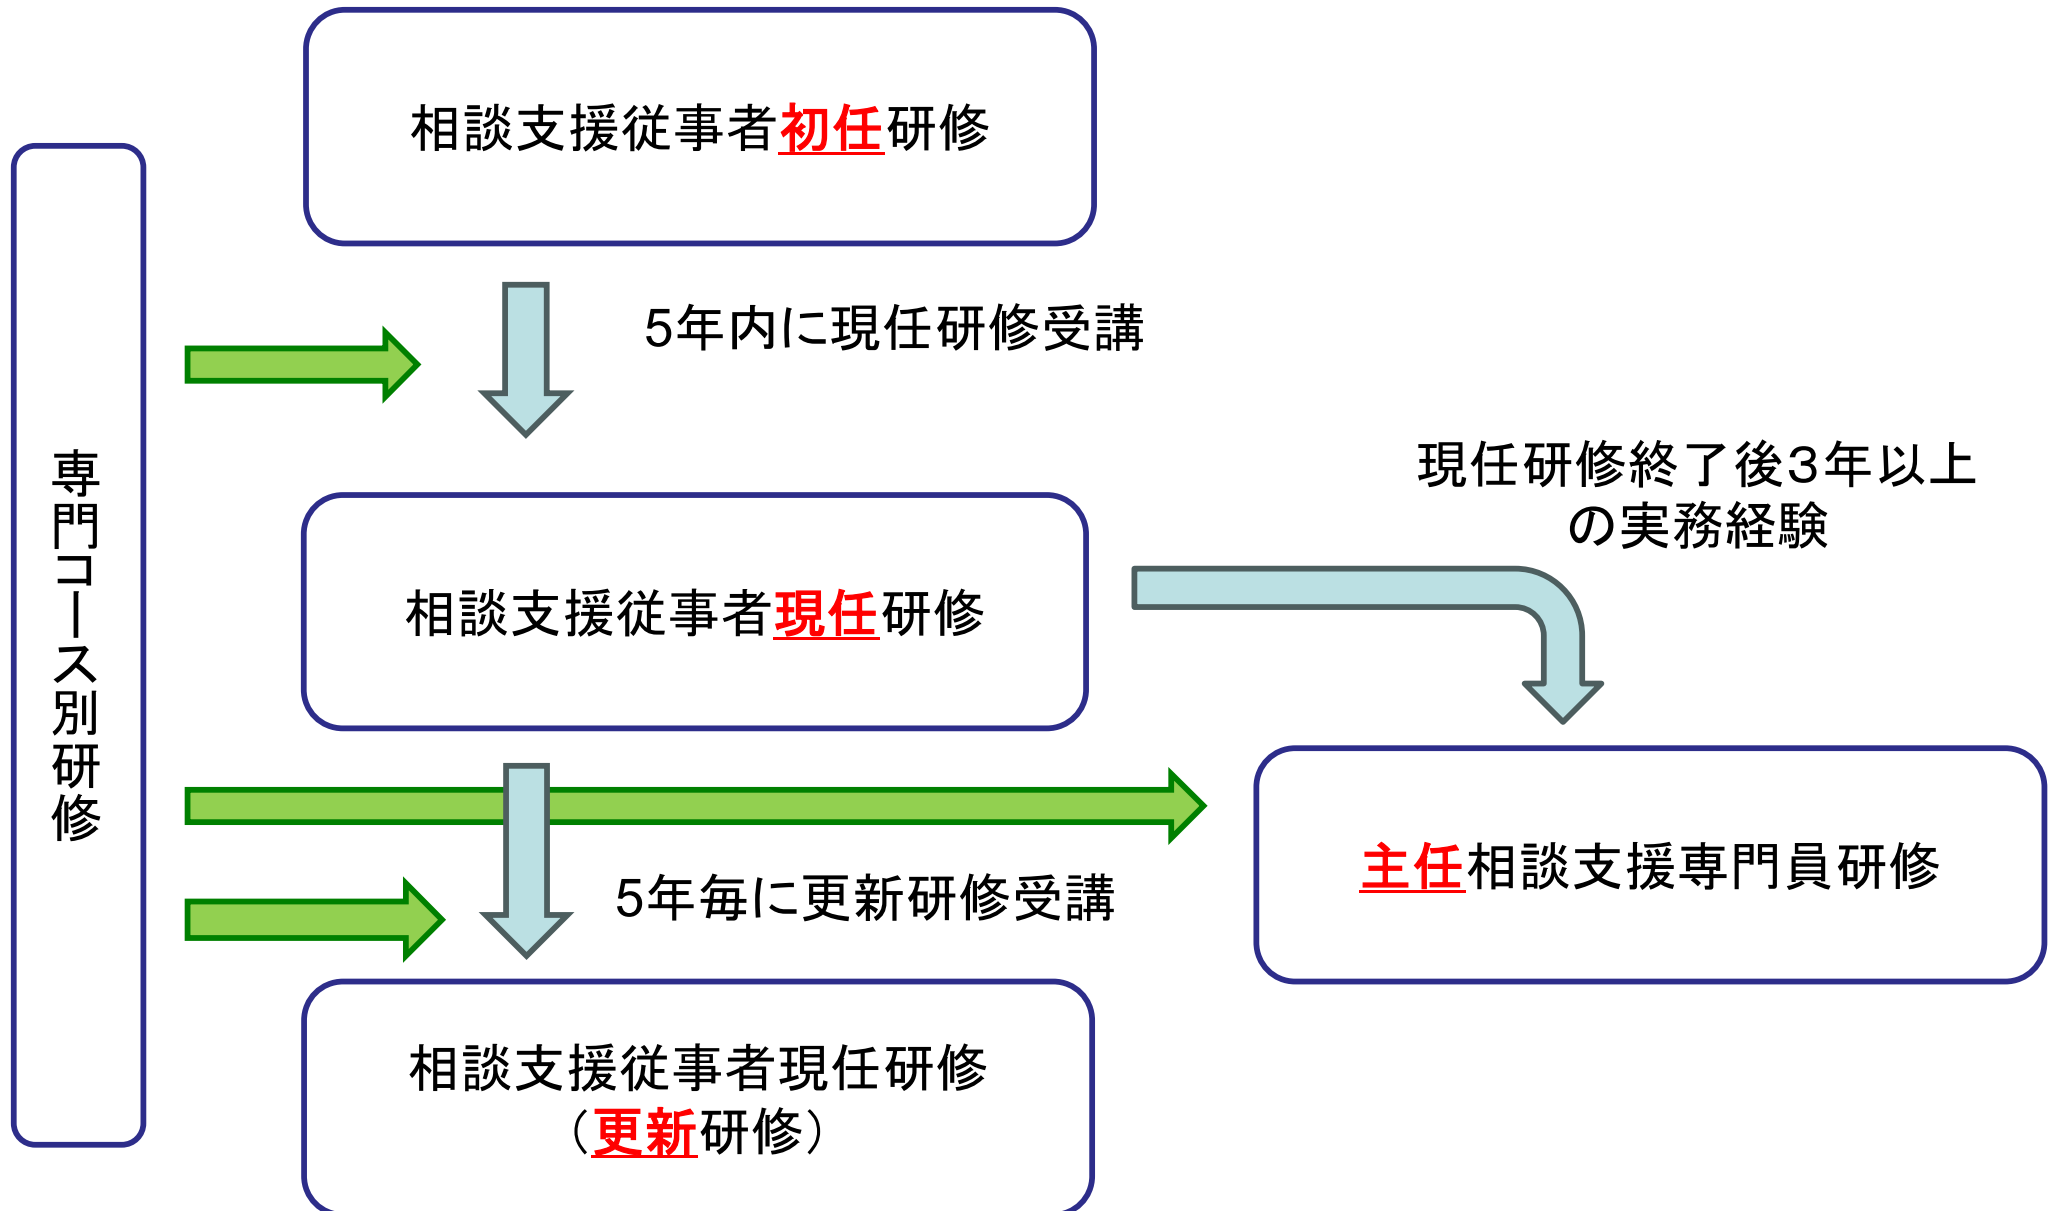 相談支援従事者初任研修
5年内に現任研修受講
専門コース別研修
現任研修終了後３年以上
の実務経験
相談支援従事者現任研修
主任相談支援専門員研修
5年毎に更新研修受講
相談支援従事者現任研修
（更新研修）